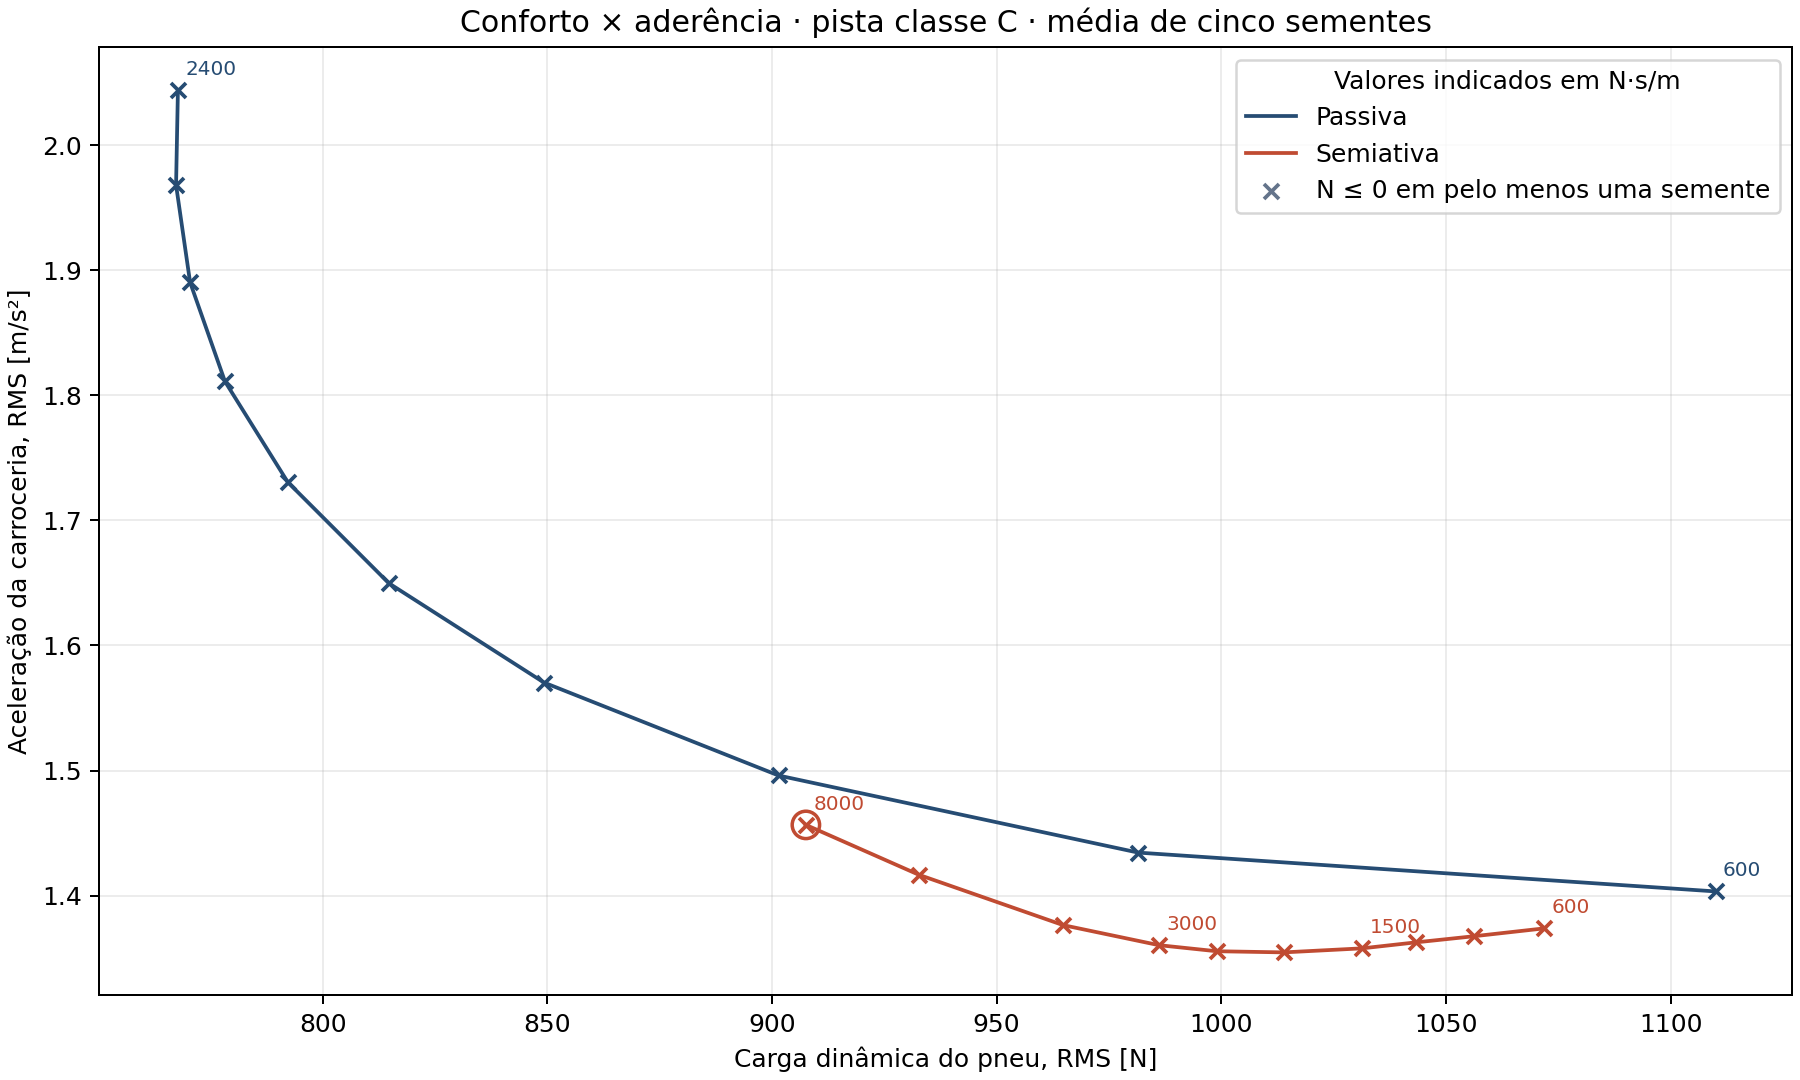 Conforto × aderência · pista classe C · média de cinco sementes
Valores indicados em N·s/m
Passiva
Semiativa
N ≤ 0 em pelo menos uma semente
2400
8000
3000
1500
600
600
Aceleração da carroceria, RMS [m/s²]
2.0
1.9
1.8
1.7
1.6
1.5
1.4
800
850
900
950
1000
1050
1100
Carga dinâmica do pneu, RMS [N]